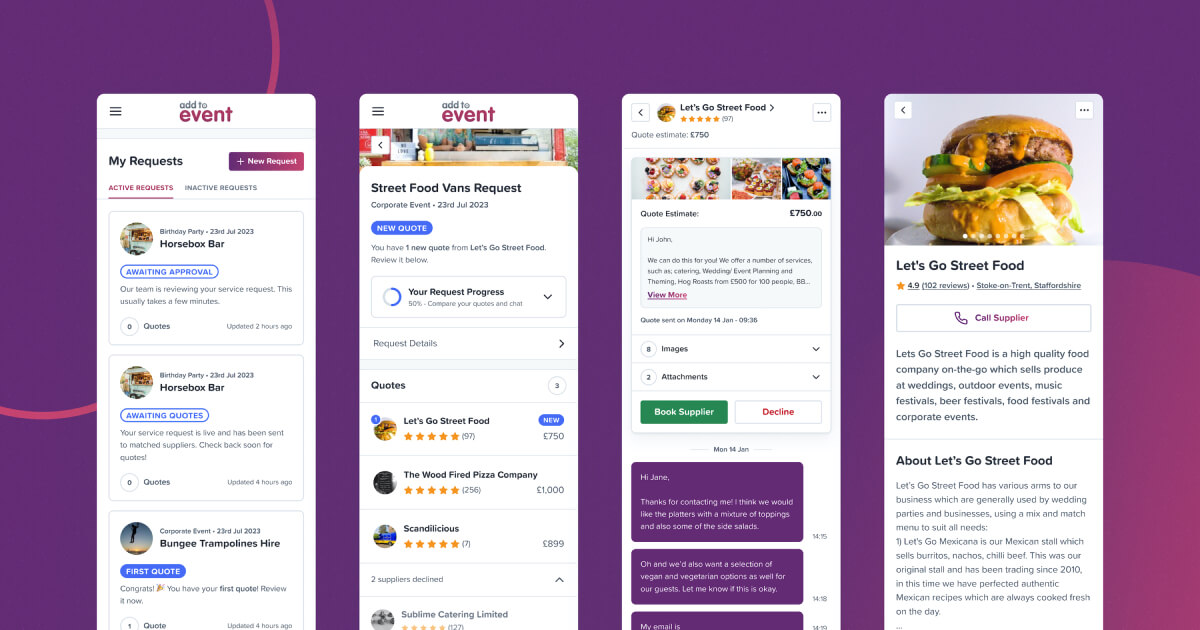 add to
event
My Requests
+ New Request
ACTIVE REQUESTS
INACTIVE REQUESTS
Birthday Party • 23rd Jul 2023
Horsebox Bar
AWAITING APPROVAL
Our team is reviewing your service request. This
usually takes a few minutes.
0
Quotes
Updated 2 hours ago
Birthday Party • 23rd Jul 2023
Horsebox Bar
AWAITING QUOTES
Your service request is live and has been sent
to matched suppliers. Check back soon for
quotes!
0
Quotes
Updated 4 hours ago
Corporate Event • 23rd Jul 2023
Bungee Trampolines Hire
FIRST QUOTE
Congrats! 🎉 You have your first quote! Review
it now.
1
Quote
Updated 4 hours ago
add to
event
Street Food Vans Request
Corporate Event • 23rd Jul 2023
NEW QUOTE
You have 1 new quote from Let's Go Street Food.
Review it below.
Your Request Progress
50% - Compare your quotes and chat
Request Details
Quotes
3
1
Let's Go Street Food
NEW
(97)
£750
The Wood Fired Pizza Company
(256)
£1,000
Scandilicious
(7)
£899
2 suppliers declined
Sublime Catering Limited
(127)
Let's Go Street Food
(97)
Quote estimate: £750
Quote Estimate:
£750.00
Hi John,
We can do this for you! We offer a number of services,
such as; catering, Wedding/ Event Planning and
Theming, Hog Roasts from £500 for 100 people, BB...
View More
Quote sent on Monday 14 Jan - 09:36
8
Images
2
Attachments
Book Supplier
Decline
Mon 14 Jan
Hi Jane,
Thanks for contacting me! I think we would
like the platters with a mixture of toppings
and also some of the side salads.
14:15
Oh and we'd also want a selection of
vegan and vegetarian options as well for
our guests. Let me know if this is okay.
14:18
My email is
14:19
Let's Go Street Food
4.9 (102 reviews) • Stoke-on-Trent, Staffordshire
Call Supplier
Lets Go Street Food is a high quality food
company on-the-go which sells produce
at weddings, outdoor events, music
festivals, beer festivals, food festivals and
corporate events.
About Let's Go Street Food
Let's Go Street Food has various arms to our
business which are generally used by wedding
parties and businesses, using a mix and match
menu to suit all needs:
1) Let's Go Mexicana is our Mexican stall which
sells burritos, nachos, chilli beef. This was our
original stall and has been trading since 2010,
in this time we have perfected authentic
Mexican recipes which are always cooked fresh
on the day.
...